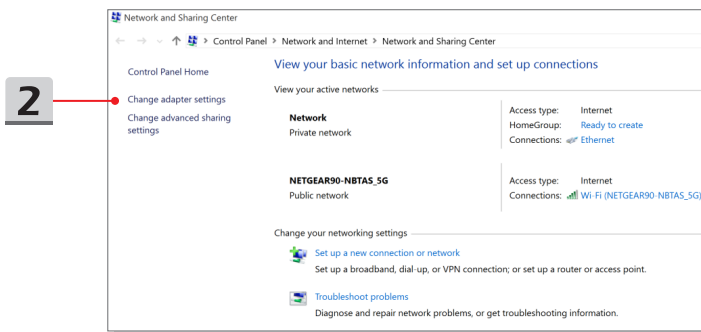 Network and Sharing Center
Control Panel > Network and Internet > Network and Sharing Center
2
Control Panel Home
Change adapter settings
Change advanced sharing
settings
View your basic network information and set up connections
View your active networks
Network
Private network
Access type: Internet
HomeGroup: Ready to create
Connections: Ethernet
NETGEAR90-NBTAS_5G
Public network
Access type: Internet
Connections: Wi-Fi (NETGEAR90-NBTAS_5G)
Change your networking settings
Set up a new connection or network
Set up a broadband, dial-up, or VPN connection; or set up a router or access point.
Troubleshoot problems
Diagnose and repair network problems, or get troubleshooting information.